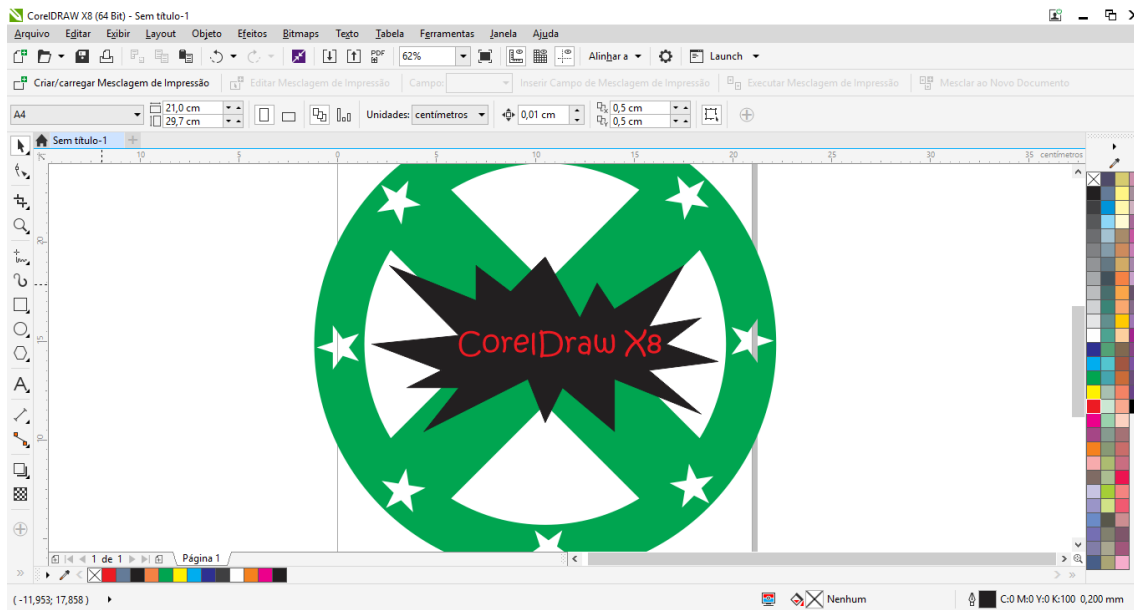 CorelDRAW X8 (64 Bit) - Sem título-1
Arquivo Editar Exibir Layout Objeto Efeitos Bitmaps Texto Tabela Ferramentas Janela Ajuda
PDF 62% Alinhar a Launch
Criar/carregar Mesclagem de Impressão Editar Mesclagem de Impressão Campo Inserir Campo de Mesclagem de Impressão Executar Mesclagem de Impressão Mesclar ao Novo Documento
A4 21,0 cm 29,7 cm Unidades: centímetros 0,01 cm 0,5 cm 0,5 cm
Sem título-1
10 5 0 5 10 15 20 25 30 35 centímetros
20
15
10
CorelDraw X8
1 de 1 Página 1
( -11,953; 17,858 ) Nenhum C:0 M:0 Y:0 K:100 0,200 mm